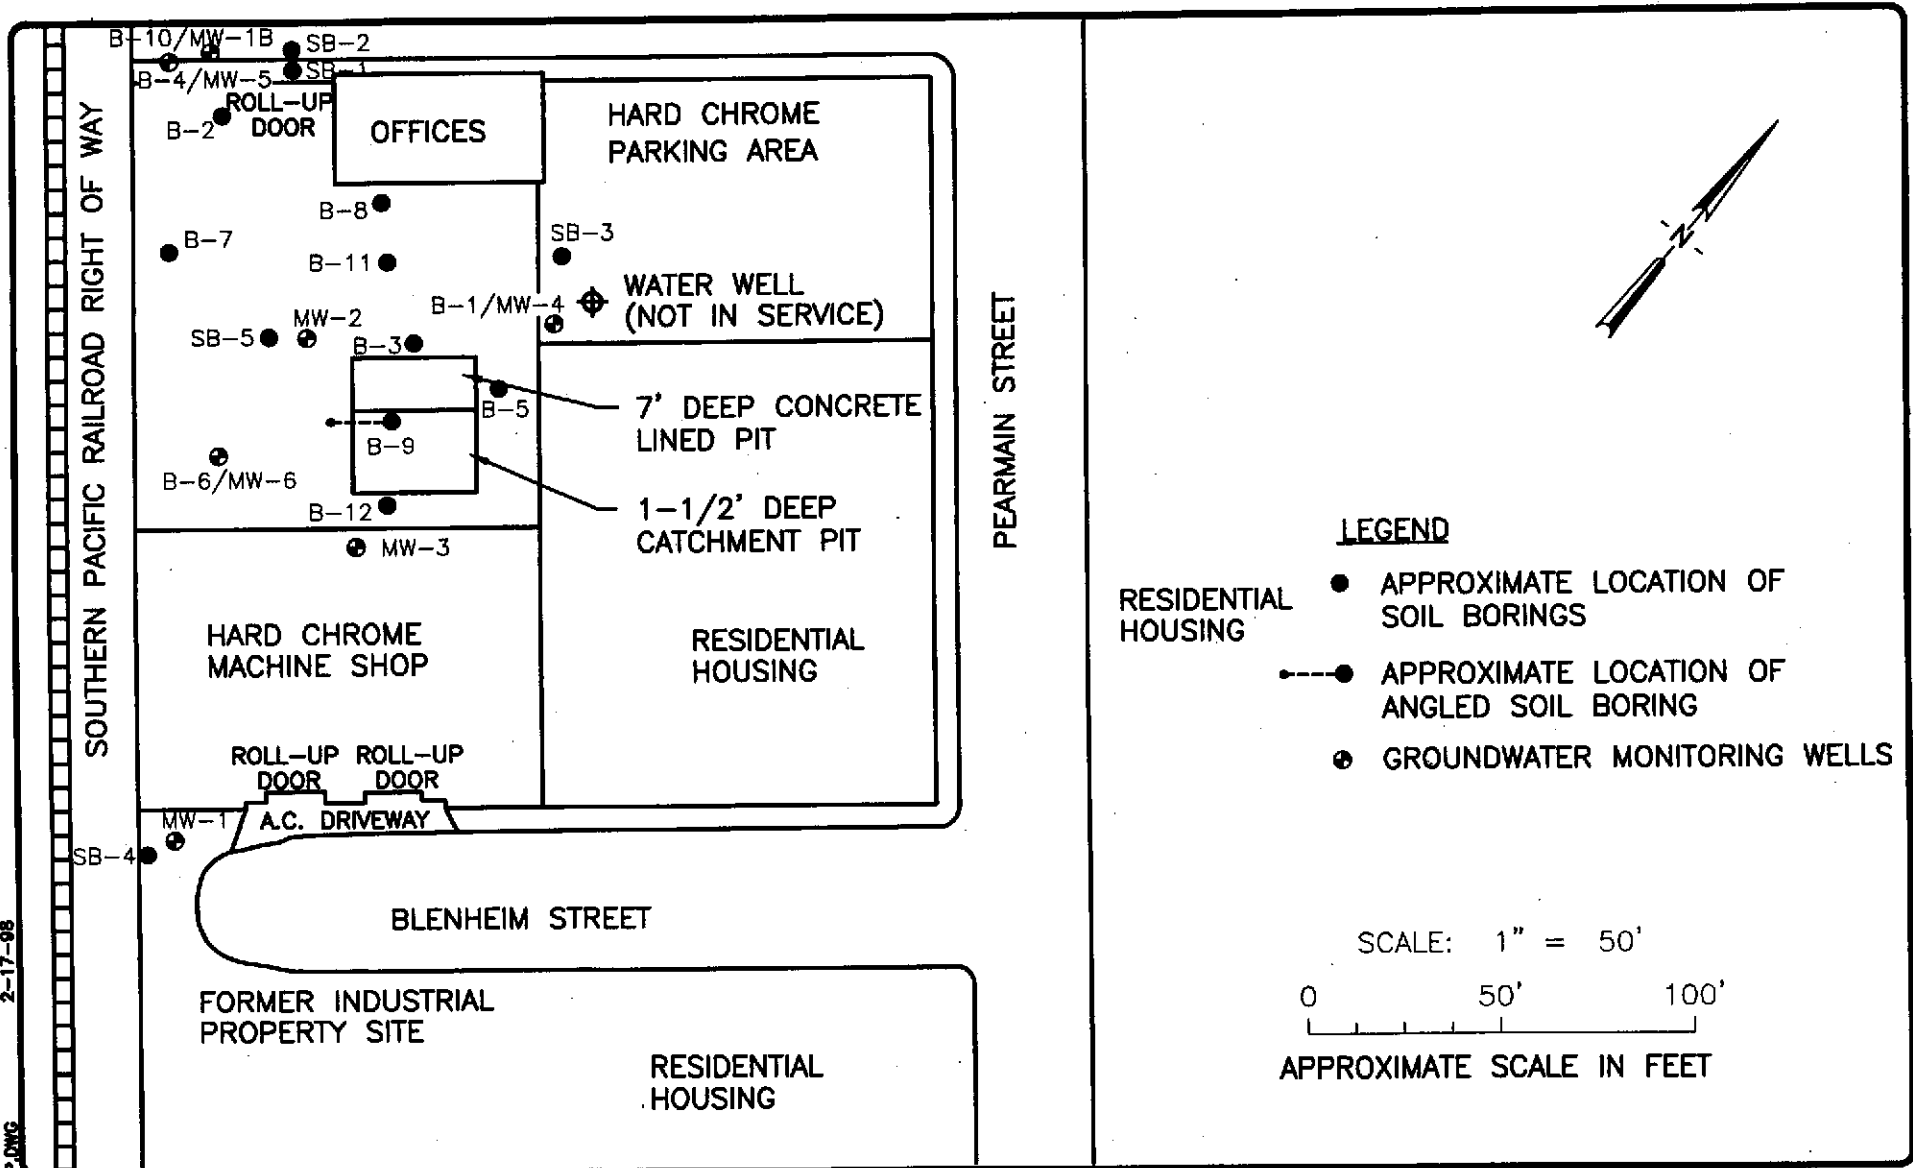 B-10/MW-1B
SB-2
B-4/MW-5
SB-1
ROLL-UP
DOOR
B-2
OFFICES
HARD CHROME
PARKING AREA
SOUTHERN PACIFIC RAILROAD RIGHT OF WAY
B-8
B-7
B-11
SB-3
WATER WELL
(NOT IN SERVICE)
B-1/MW-4
MW-2
SB-5
B-3
B-5
7' DEEP CONCRETE
LINED PIT
B-9
B-6/MW-6
B-12
1-1/2' DEEP
CATCHMENT PIT
MW-3
PEARMAIN STREET
N
HARD CHROME
MACHINE SHOP
RESIDENTIAL
HOUSING
RESIDENTIAL
HOUSING
LEGEND
APPROXIMATE LOCATION OF
SOIL BORINGS
APPROXIMATE LOCATION OF
ANGLED SOIL BORING
GROUNDWATER MONITORING WELLS
ROLL-UP
DOOR
ROLL-UP
DOOR
A.C. DRIVEWAY
MW-1
SB-4
BLENHEIM STREET
FORMER INDUSTRIAL
PROPERTY SITE
RESIDENTIAL
HOUSING
SCALE: 1" = 50'
0 50' 100'
APPROXIMATE SCALE IN FEET
2-17-98